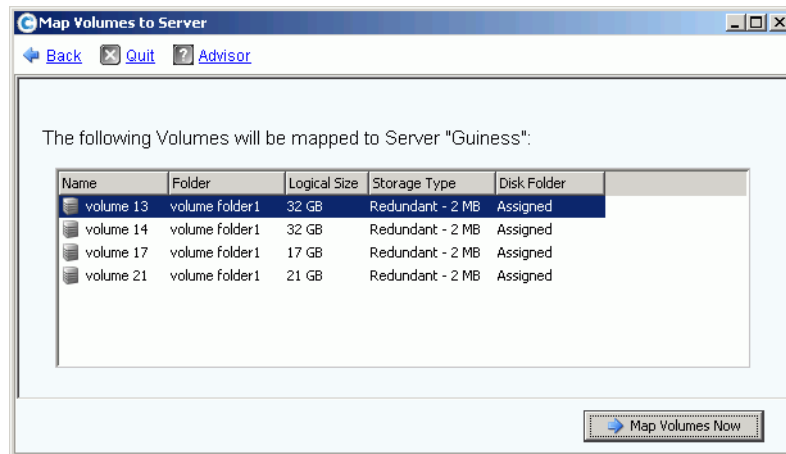 Map Volumes to Server
Back Quit ? Advisor
The following Volumes will be mapped to Server "Guiness":
Name Folder Logical Size Storage Type Disk Folder
volume 13 volume folder1 32 GB Redundant - 2 MB Assigned
volume 14 volume folder1 32 GB Redundant - 2 MB Assigned
volume 17 volume folder1 17 GB Redundant - 2 MB Assigned
volume 21 volume folder1 21 GB Redundant - 2 MB Assigned
Map Volumes Now